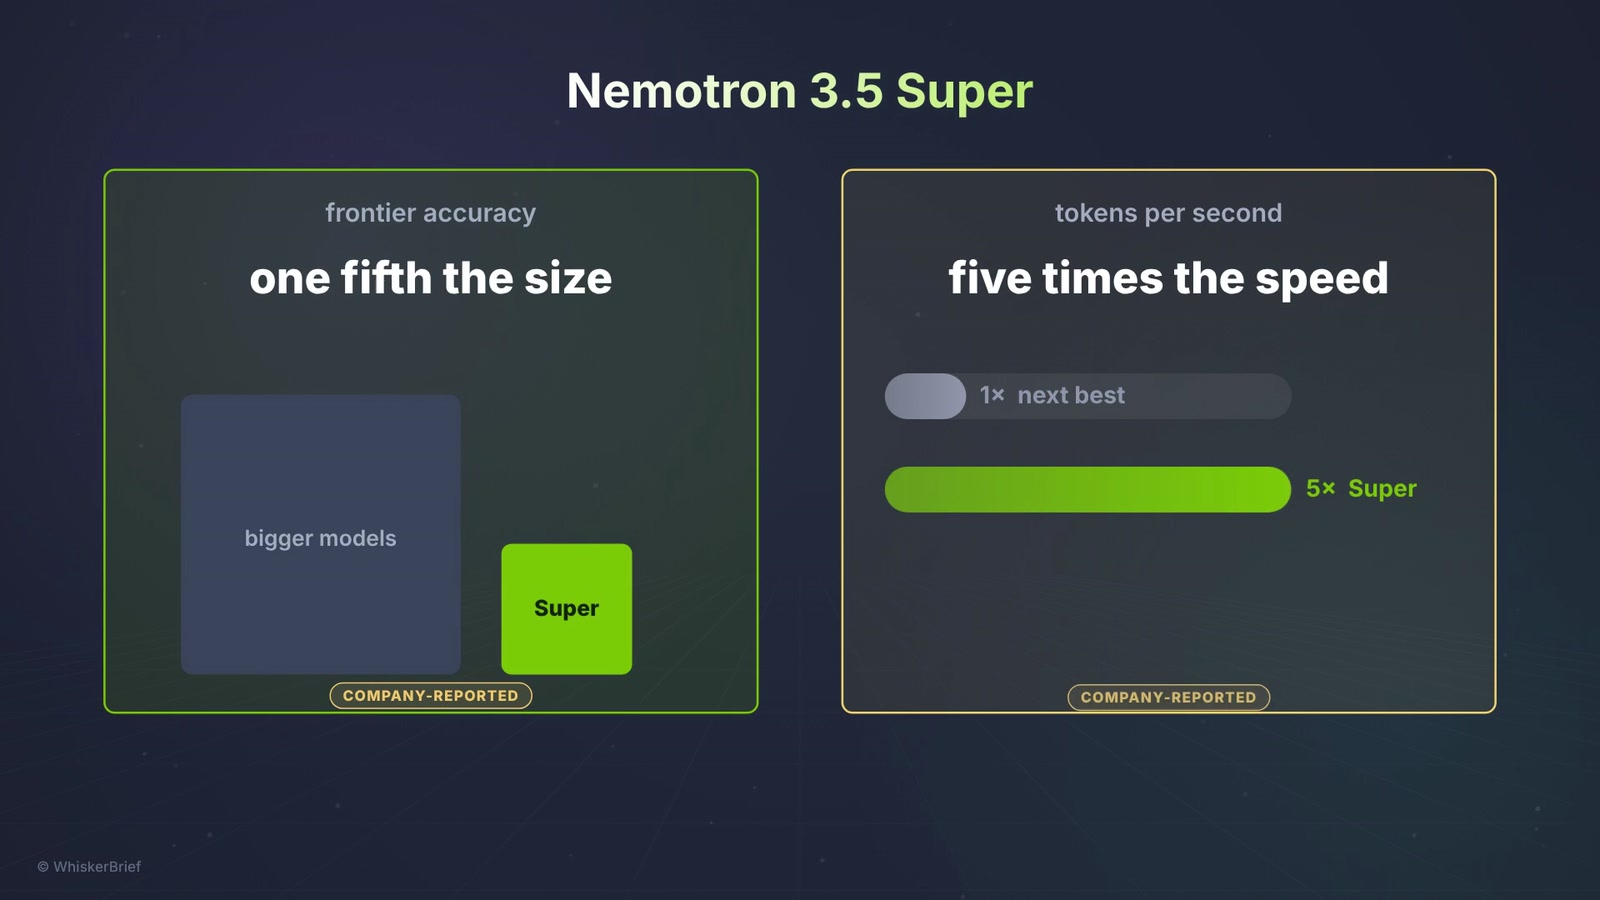 Nemotron 3.5 Super
frontier accuracy
one fifth the size
bigger models
Super
COMPANY-REPORTED
tokens per second
five times the speed
1× next best
5× Super
COMPANY-REPORTED
© WhiskerBrief